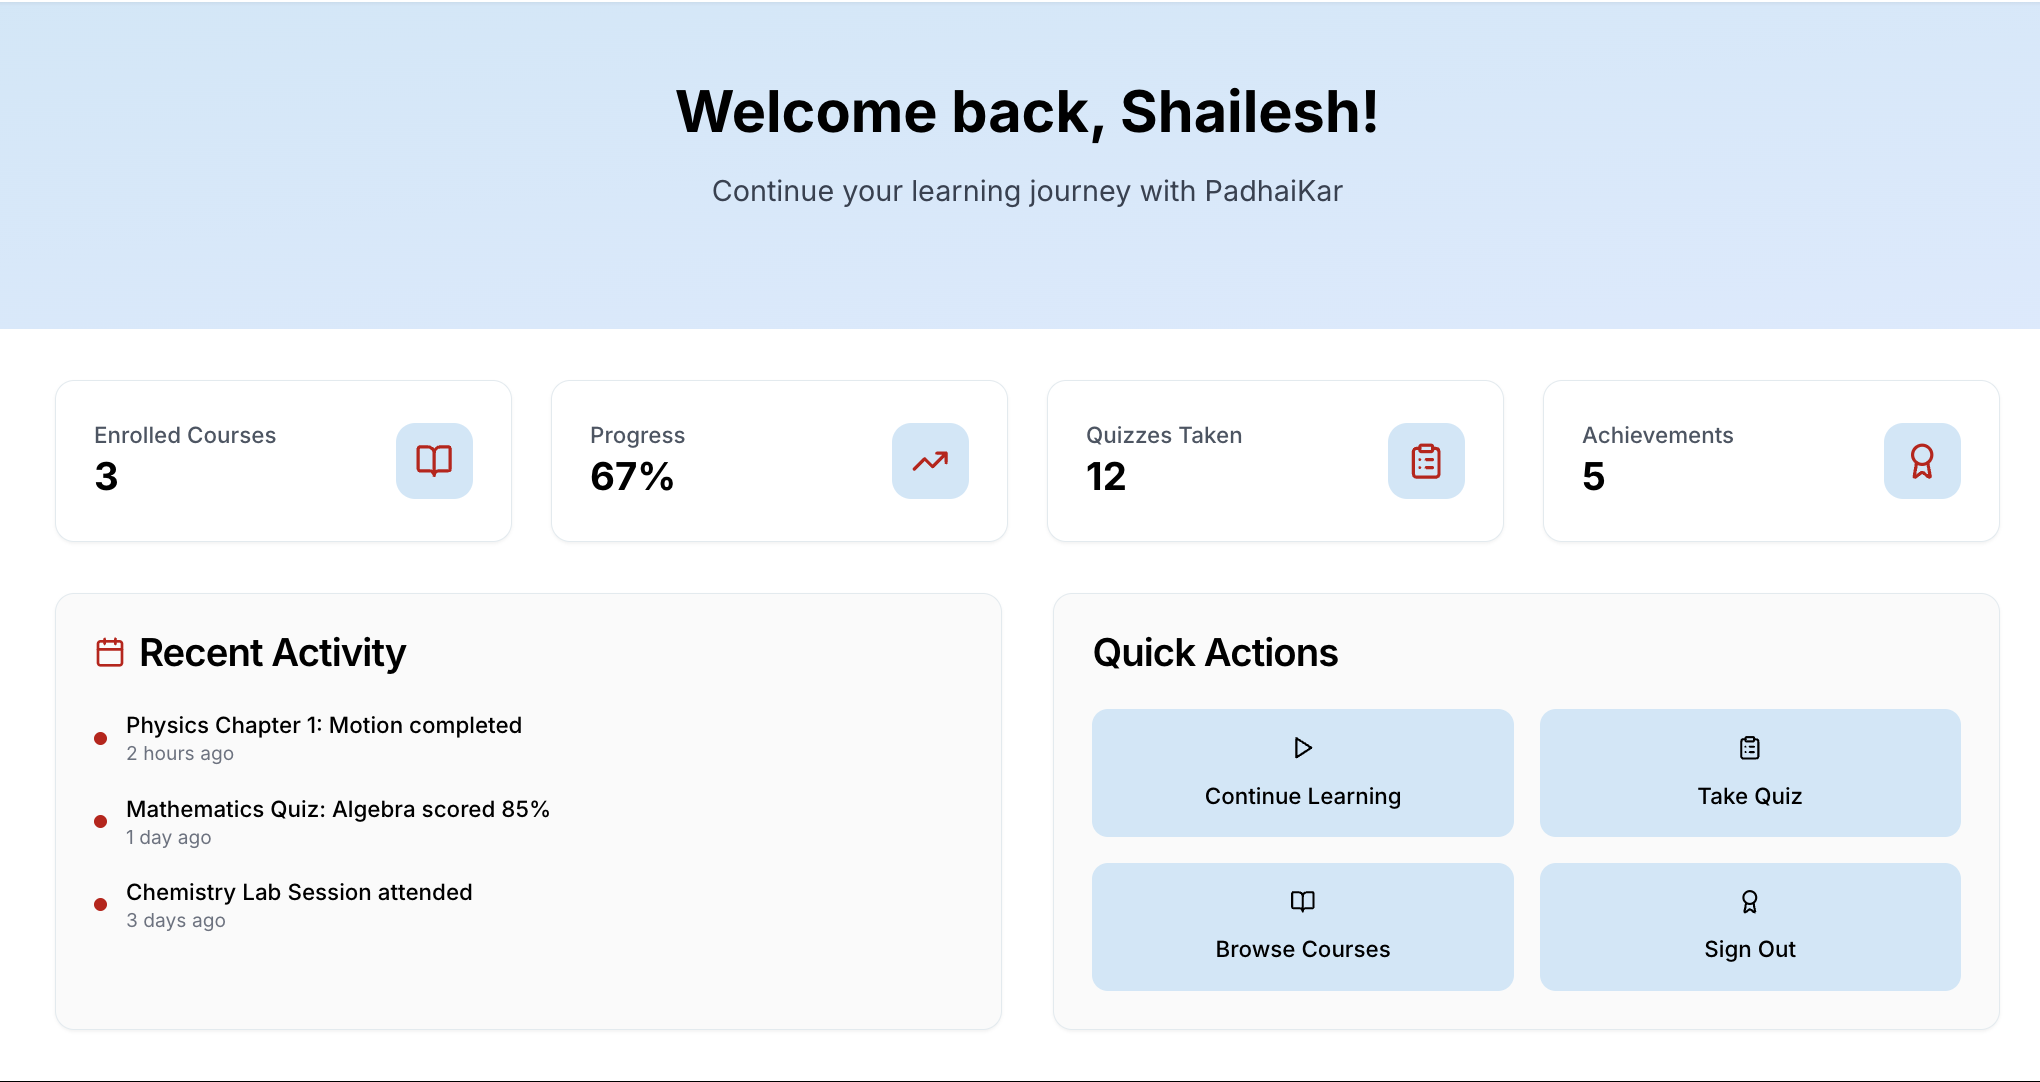 Welcome back, Shailesh!
Continue your learning journey with PadhaiKar
Enrolled Courses
3
Progress
67%
Quizzes Taken
12
Achievements
5
Recent Activity
Physics Chapter 1: Motion completed
2 hours ago
Mathematics Quiz: Algebra scored 85%
1 day ago
Chemistry Lab Session attended
3 days ago
Quick Actions
Continue Learning
Take Quiz
Browse Courses
Sign Out